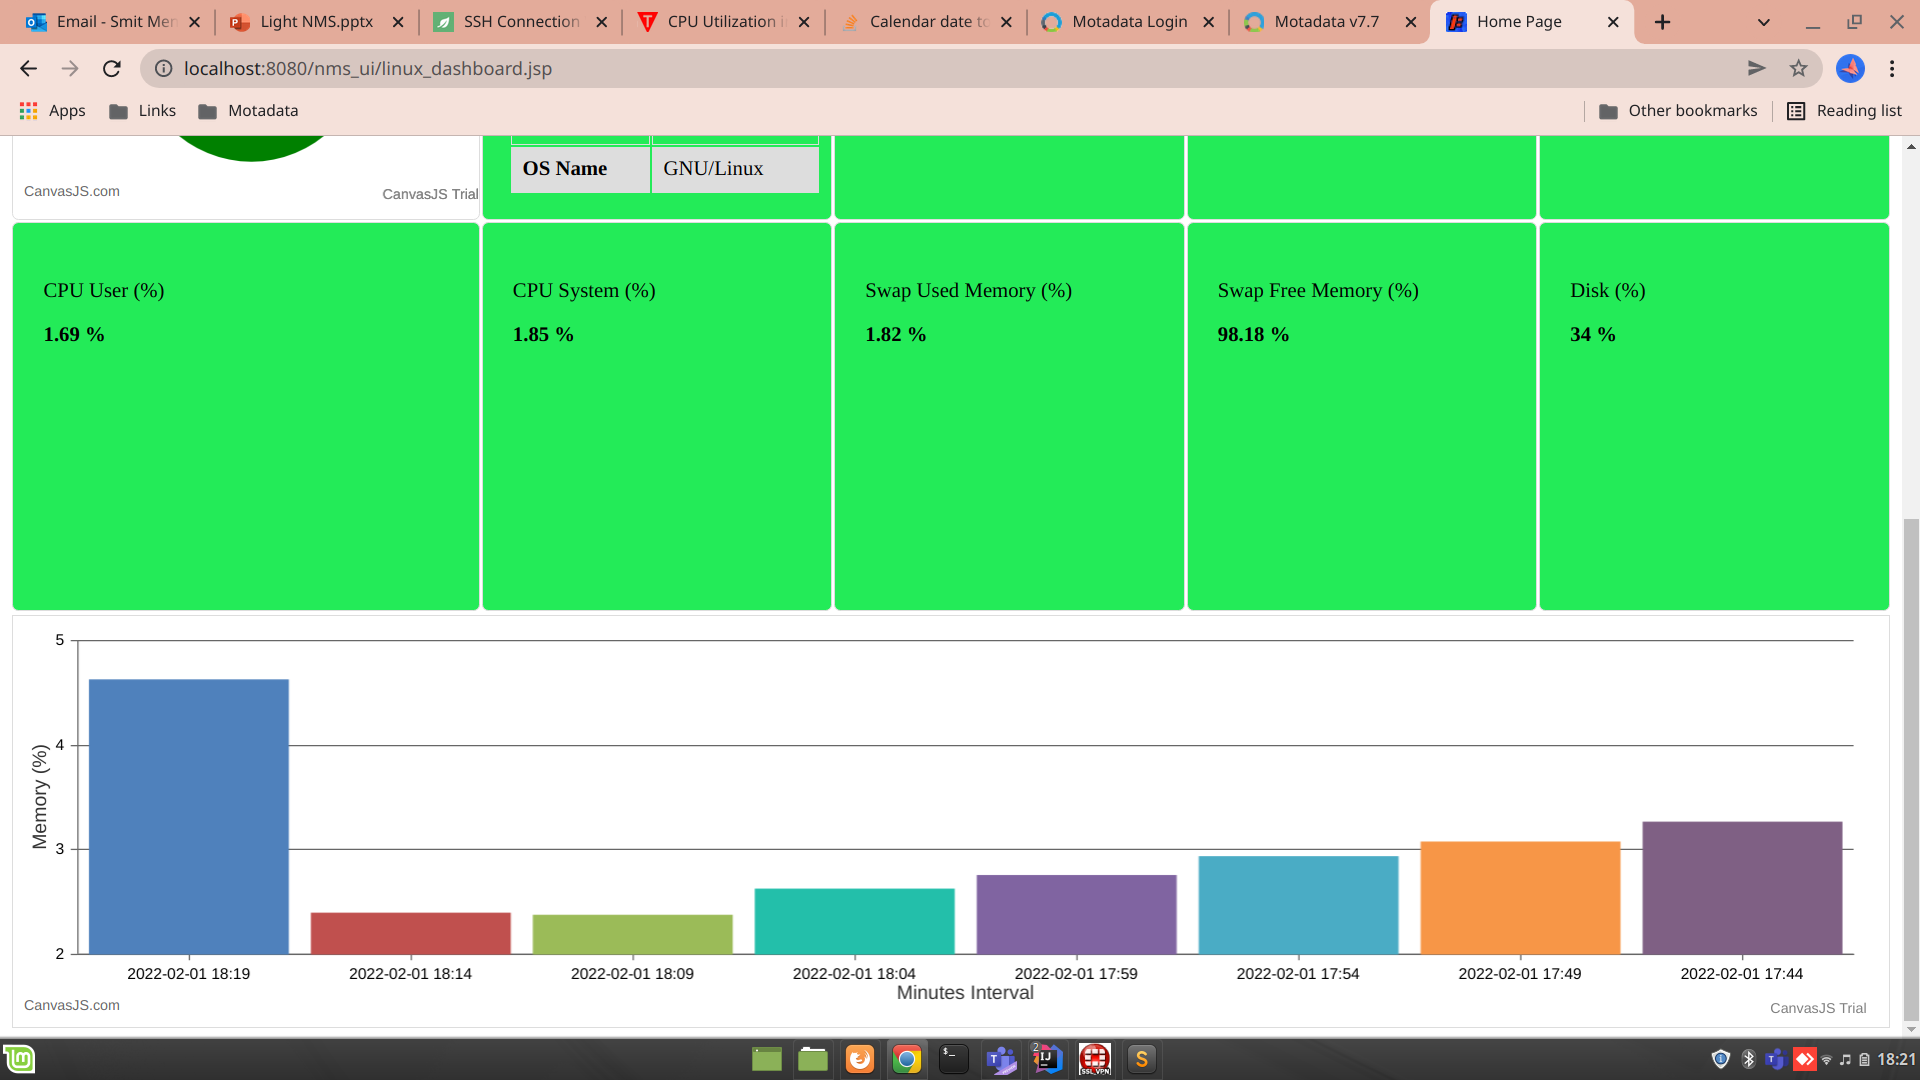 Email - Smit Men
Light NMS.pptx
SSH Connection
CPU Utilization i
Calendar date to
Motadata Login
Motadata v7.7
Home Page
localhost:8080/nms_ui/linux_dashboard.jsp
Apps
Links
Motadata
Other bookmarks
Reading list
OS Name GNU/Linux
CanvasJS.com
CanvasJS Trial
CPU User (%)
1.69 %
CPU System (%)
1.85 %
Swap Used Memory (%)
1.82 %
Swap Free Memory (%)
98.18 %
Disk (%)
34 %
5
4
3
2
Memory (%)
2022-02-01 18:19
2022-02-01 18:14
2022-02-01 18:09
2022-02-01 18:04
2022-02-01 17:59
2022-02-01 17:54
2022-02-01 17:49
2022-02-01 17:44
Minutes Interval
CanvasJS.com
CanvasJS Trial
2
IJ
SSL VPN
S
18:21